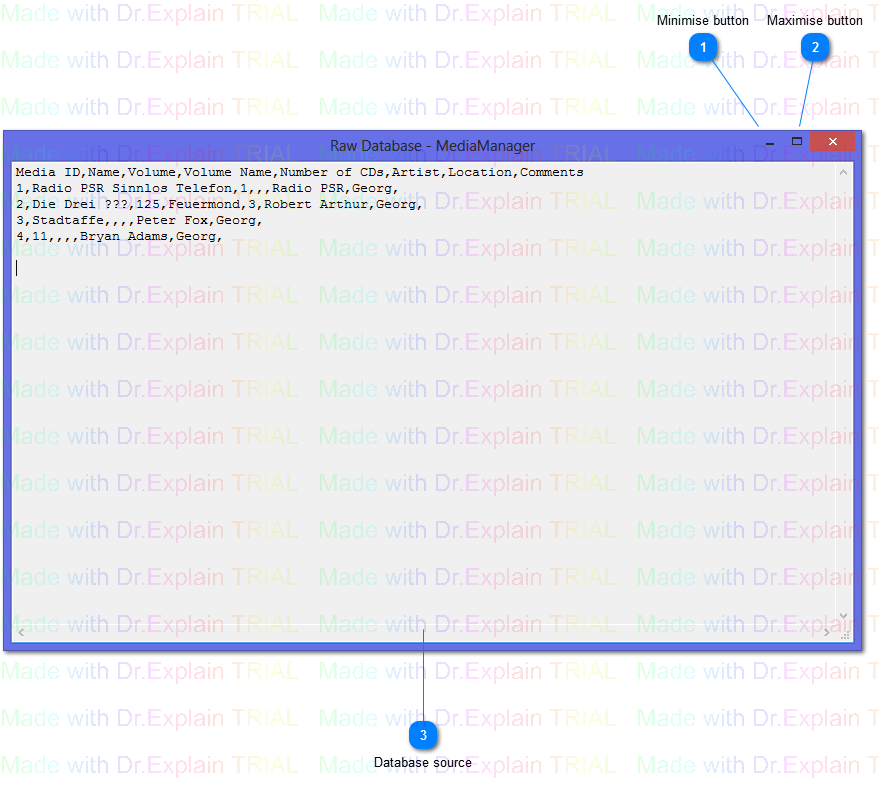 Minimise button Maximise button
1 2
Raw Database - MediaManager
Media ID,Name,Volume,Volume Name,Number of CDs,Artist,Location,Comments
1,Radio PSR Sinnlos Telefon,1,,,Radio PSR,Georg,
2,Die Drei ???,125,Feuermond,3,Robert Arthur,Georg,
3,Stadtaffe,,,,Peter Fox,Georg,
4,11,,,,Bryan Adams,Georg,
3
Database source
Made with Dr.Explain TRIAL